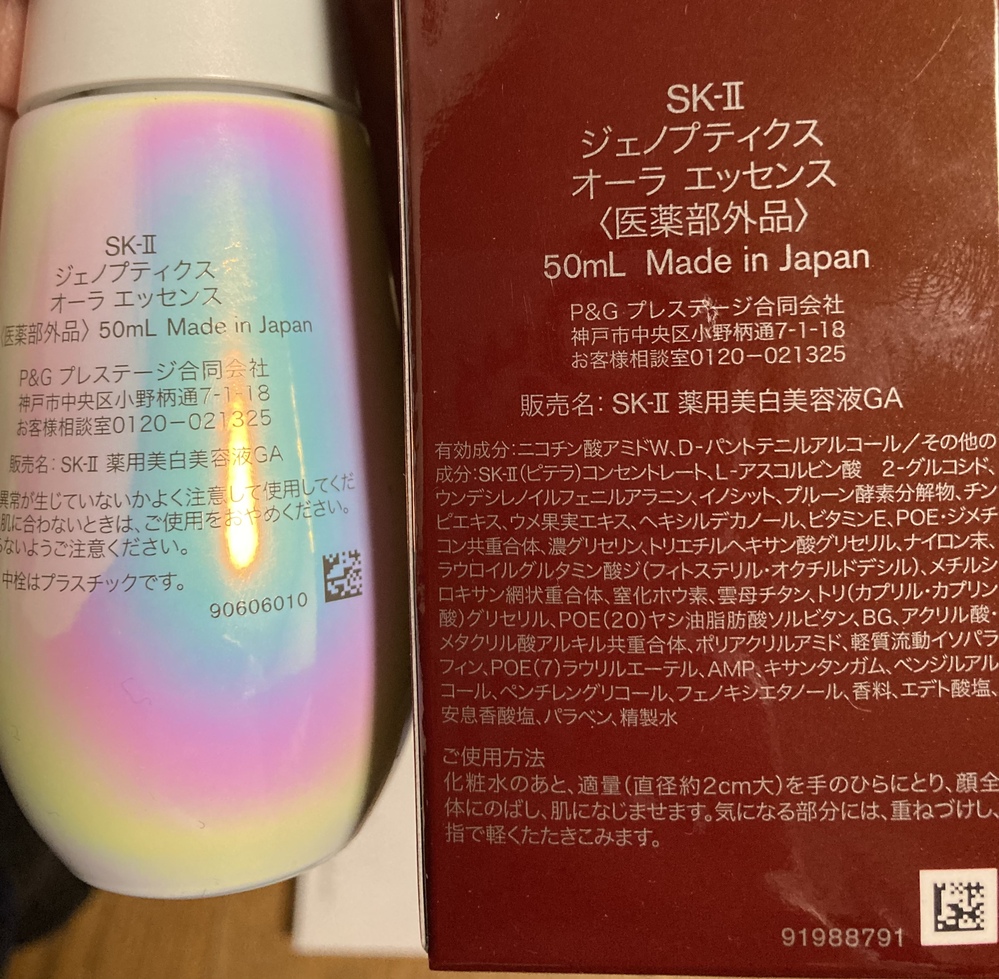 SK-Ⅱ
ジェノプティクス
オーラ エッセンス
〈医薬部外品〉 50mL Made in Japan
P&G プレステージ合同会社
神戸市中央区小野柄通7-1-18
お客様相談室0120-021325
販売名: SK-Ⅱ 薬用美白美容液GA
異常が生じていないかよく注意して使用してくだ
肌に合わないときは、ご使用をおやめください。
らないようご注意ください。
中栓はプラスチックです。
90606010
SK-Ⅱ
ジェノプティクス
オーラ エッセンス
〈医薬部外品〉
50mL Made in Japan
P&G プレステージ合同会社
神戸市中央区小野柄通7-1-18
お客様相談室0120-021325
販売名: SK-Ⅱ 薬用美白美容液GA
有効成分:ニコチン酸アミドW、D-パントテニルアルコール/その他の
成分:SK-Ⅱ(ピテラ)コンセントレート、L-アスコルビン酸 2-グルコシド、
ウンデシレノイルフェニルアラニン、イノシット、プルーン酵素分解物、チン
ピエキス、ウメ果実エキス、ヘキシルデカノール、ビタミンE、POE・ジメチ
コン共重合体、濃グリセリン、トリエチルヘキサン酸グリセリル、ナイロン末、
ラウロイルグルタミン酸ジ(フィトステリル・オクチルドデシル)、メチルシ
ロキサン網状重合体、窒化ホウ素、雲母チタン、トリ(カプリル・カプリン
酸)グリセリル、POE(20)ヤシ油脂肪酸ソルビタン、BG、アクリル酸・
メタクリル酸アルキル共重合体、ポリアクリルアミド、軽質流動イソパラ
フィン、POE(7)ラウリルエーテル、AMP、キサンタンガム、ベンジルアル
コール、ペンチレングリコール、フェノキシエタノール、香料、エデト酸塩、
安息香酸塩、パラベン、精製水
ご使用方法
化粧水のあと、適量(直径約2cm大)を手のひらにとり、顔全
体にのばし、肌になじませます。気になる部分には、重ねづけし、
指で軽くたたきこみます。
91988791